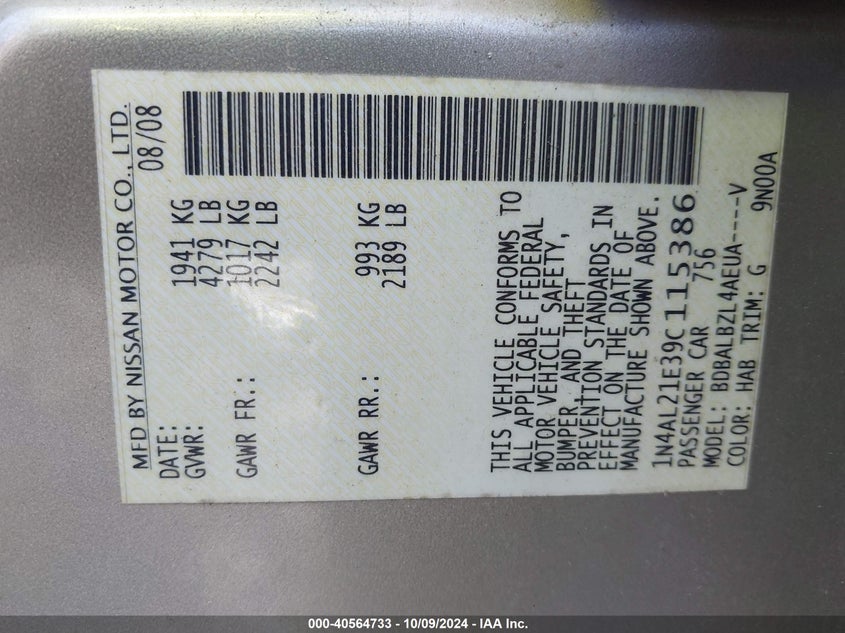 MFD BY NISSAN MOTOR CO., LTD.
DATE: 08/08
GVWR: 1941 KG
4279 LB
GAWR FR.: 1017 KG
2242 LB
GAWR RR.: 993 KG
2189 LB
THIS VEHICLE CONFORMS TO
ALL APPLICABLE FEDERAL
MOTOR VEHICLE SAFETY,
BUMPER, AND THEFT
PREVENTION STANDARDS IN
EFFECT ON THE DATE OF
MANUFACTURE SHOWN ABOVE.
1N4AL21E39C115386
PASSENGER CAR 756
MODEL: BDBALBZL4AEUA----V
COLOR: HAB TRIM: G 9N00A
000-40564733 - 10/09/2024 - IAA Inc.